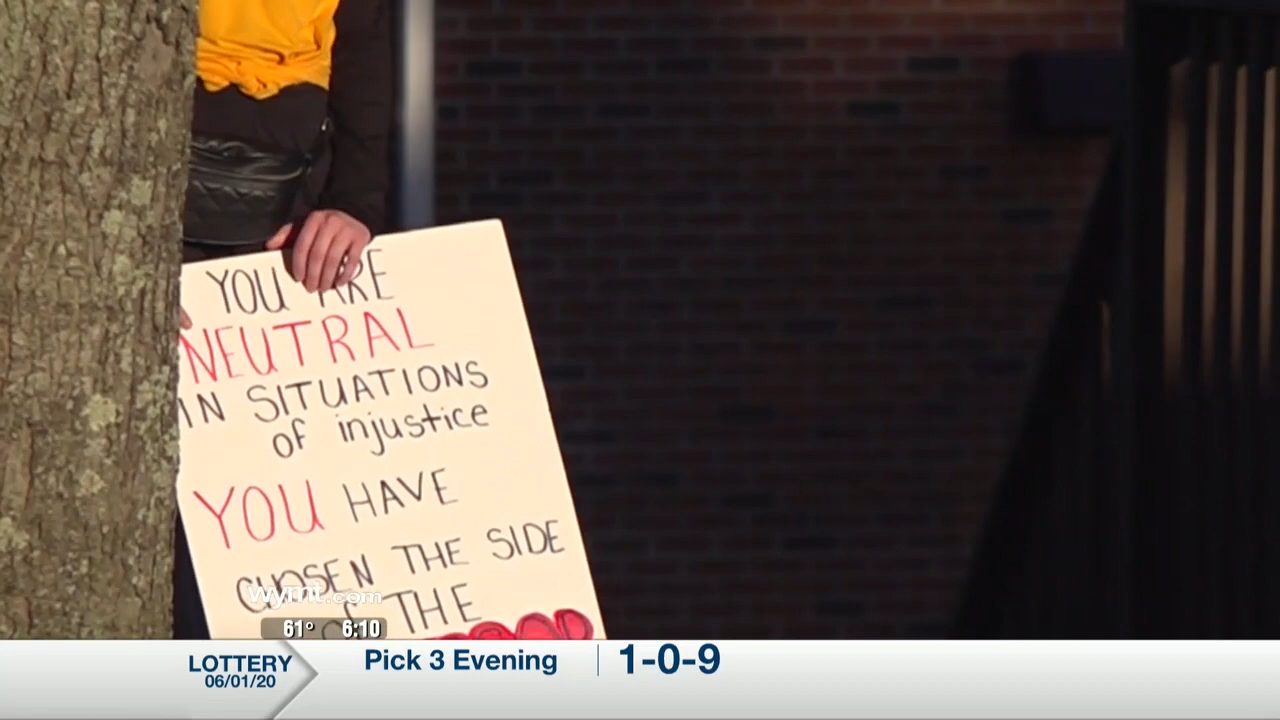 YOU ARE
NEUTRAL
IN SITUATIONS
of injustice
YOU HAVE
CHOSEN THE SIDE
OF THE
wymt.com
61° 6:10
LOTTERY
06/01/20
Pick 3 Evening
1-0-9